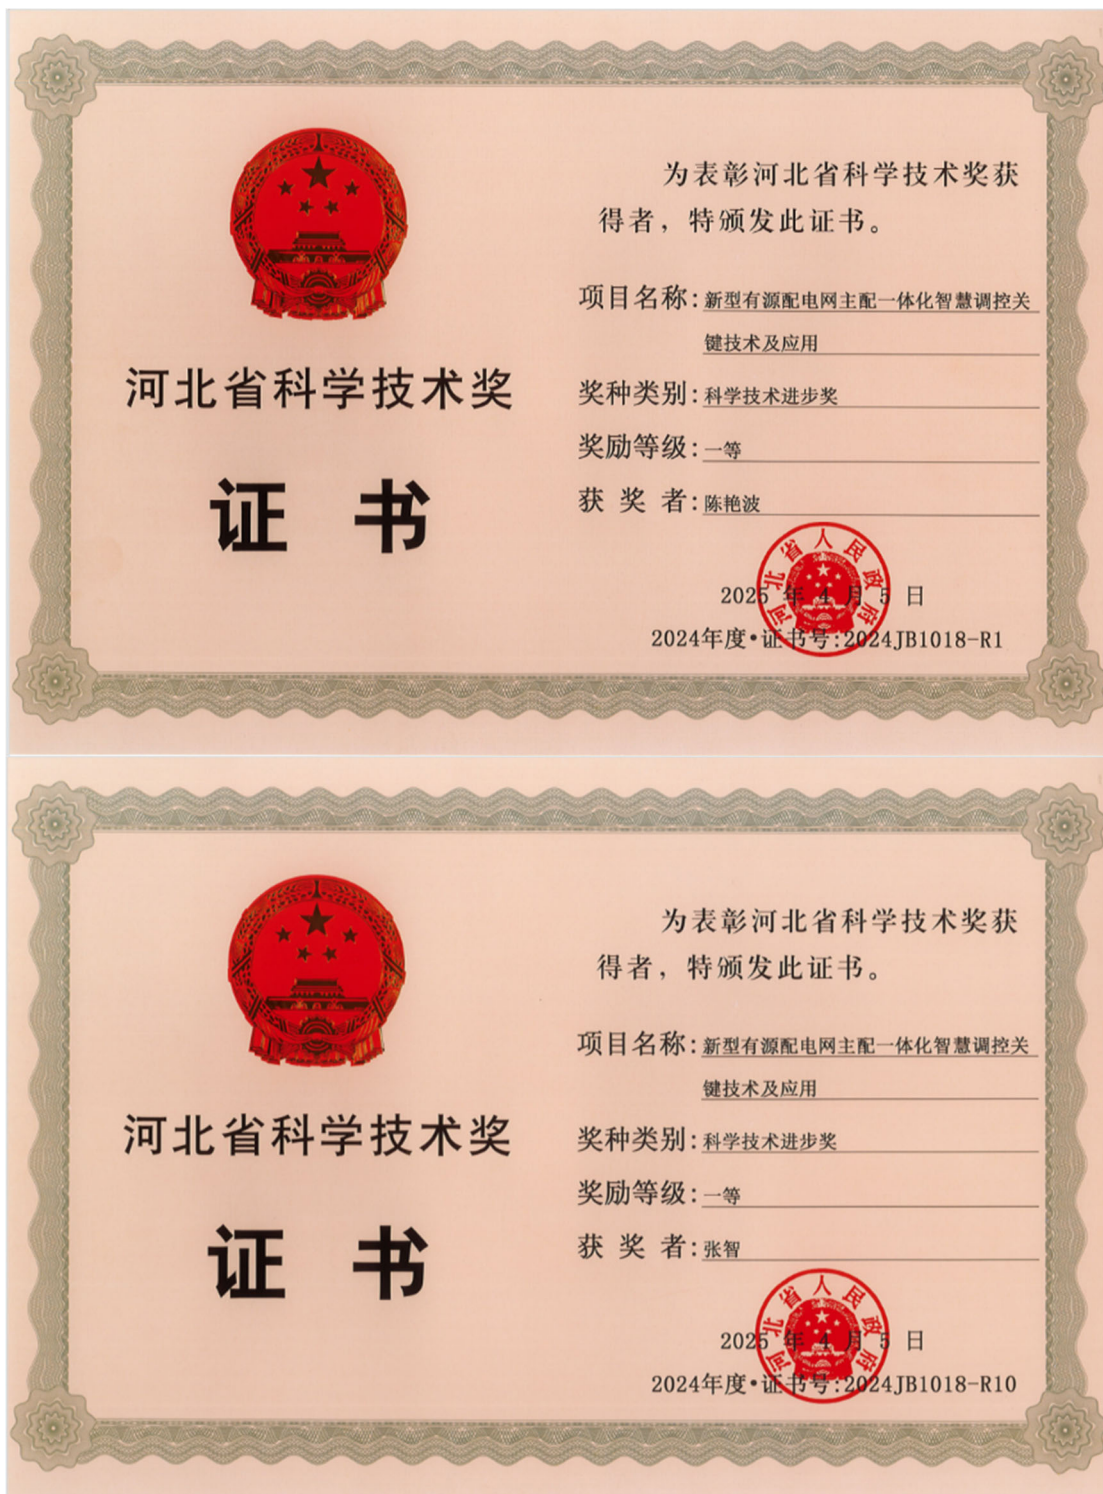 为表彰河北省科学技术奖获
得者，特颁发此证书。
项目名称:新型有源配电网主配一体化智慧调控关
键技术及应用
河北省科学技术奖
奖种类别:科学技术进步奖
奖励等级:一等
证 书
获 奖 者:陈艳波
河北省人民政府
2025 年 4 月 5 日
2024年度•证书号:2024JB1018-R1
为表彰河北省科学技术奖获
得者，特颁发此证书。
项目名称:新型有源配电网主配一体化智慧调控关
键技术及应用
河北省科学技术奖
奖种类别:科学技术进步奖
奖励等级:一等
证 书
获 奖 者:张智
河北省人民政府
2025 年 4 月 5 日
2024年度•证书号:2024JB1018-R10